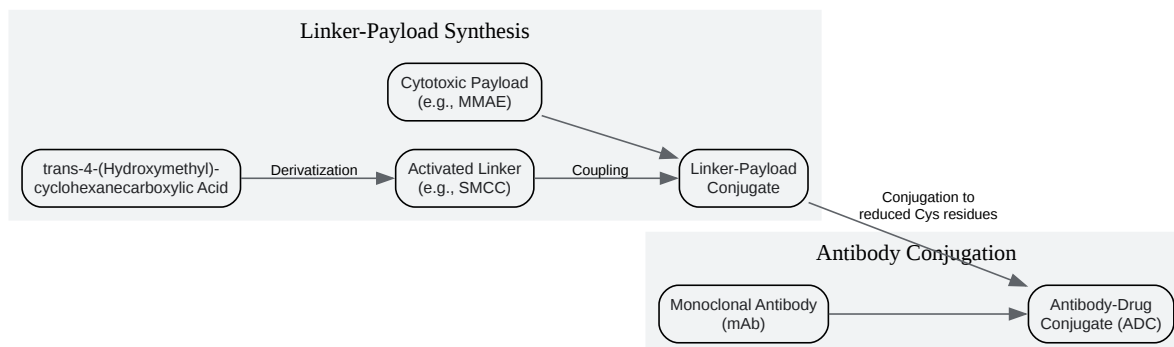 Linker-Payload Synthesis
Cytotoxic Payload
(e.g., MMAE)
trans-4-(Hydroxymethyl)-
cyclohexanecarboxylic Acid
Derivatization
Activated Linker
(e.g., SMCC)
Coupling
Linker-Payload
Conjugate
Conjugation to
reduced Cys residues
Antibody Conjugation
Monoclonal Antibody
(mAb)
Antibody-Drug
Conjugate (ADC)